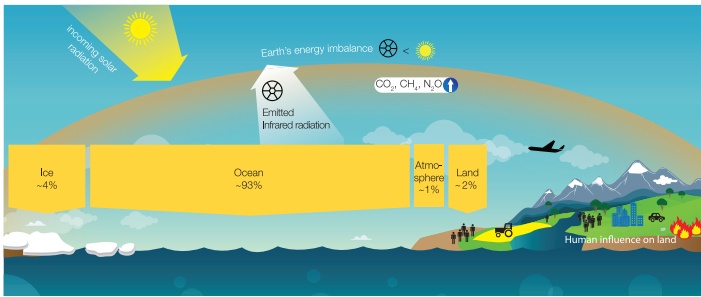 incoming solar
radiation
Earth's energy imbalance <
CO₂, CH₄, N₂O
Emitted
Infrared radiation
Ice
~4%
Ocean
~93%
Atmo-
sphere
~1%
Land
~2%
Human influence on land